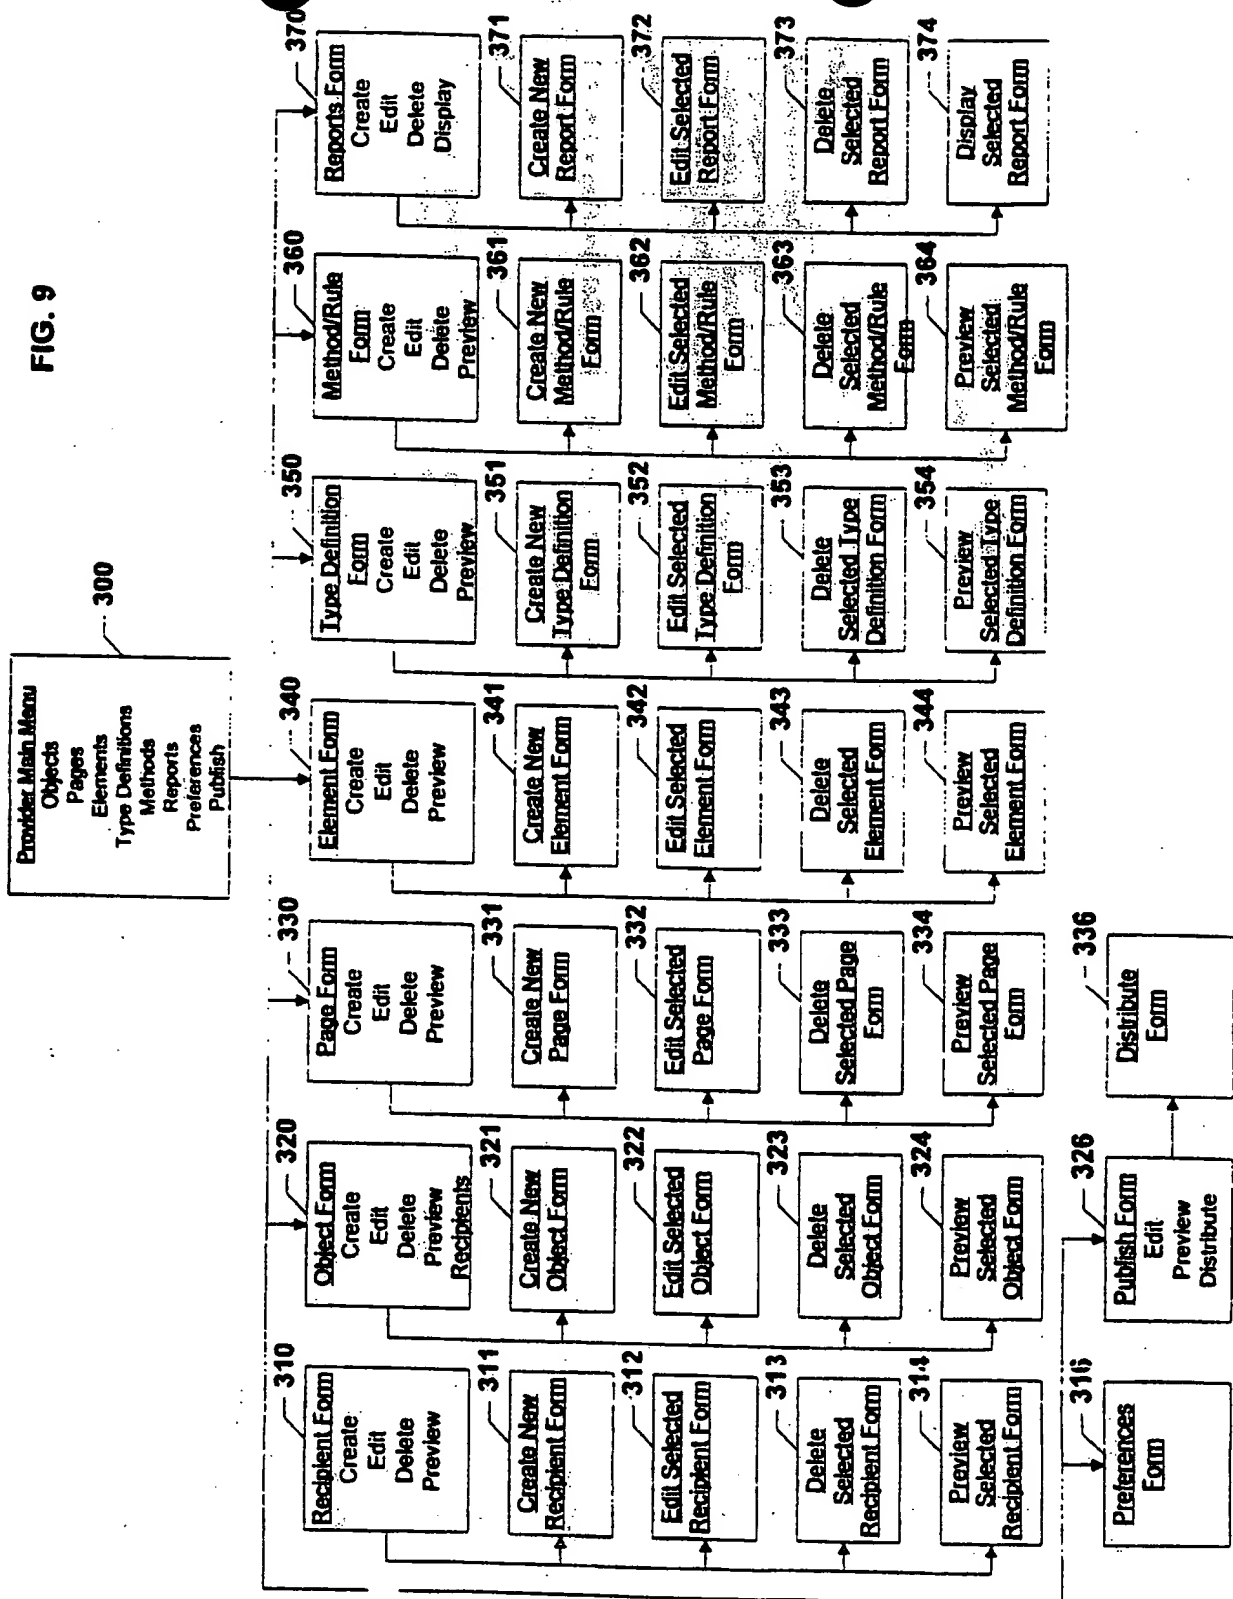 FIG. 9
300
Provider Main Menu
Objects
Pages
Elements
Type Definitions
Methods
Reports
Preferences
Publish
310
Recipient Form
Create
Edit
Delete
Preview
320
Object Form
Create
Edit
Delete
Preview
Recipients
330
Page Form
Create
Edit
Delete
Preview
340
Element Form
Create
Edit
Delete
Preview
350
Type Definition
Form
Create
Edit
Delete
Preview
360
Method/Rule
Form
Create
Edit
Delete
Preview
370
Reports Form
Create
Edit
Delete
Display
311
Create New
Recipient Form
321
Create New
Object Form
331
Create New
Page Form
341
Create New
Element Form
351
Create New
Type Definition
Form
361
Create New
Method/Rule
Form
371
Create New
Report Form
312
Edit Selected
Recipient Form
322
Edit Selected
Object Form
332
Edit Selected
Page Form
342
Edit Selected
Element Form
352
Edit Selected
Type Definition
Form
362
Edit Selected
Method/Rule
Form
372
Edit Selected
Report Form
313
Delete
Selected
Recipient Form
323
Delete
Selected
Object Form
333
Delete
Selected Page
Form
343
Delete
Selected
Element Form
353
Delete
Selected Type
Definition Form
363
Delete
Selected
Method/Rule
Form
373
Delete
Selected
Report Form
314
Preview
Selected
Recipient Form
324
Preview
Selected
Object Form
334
Preview
Selected Page
Form
344
Preview
Selected
Element Form
354
Preview
Selected Type
Definition Form
364
Preview
Selected
Method/Rule
Form
374
Display
Selected
Report Form
316
Preferences
Form
326
Publish Form
Edit
Preview
Distribute
336
Distribute
Form